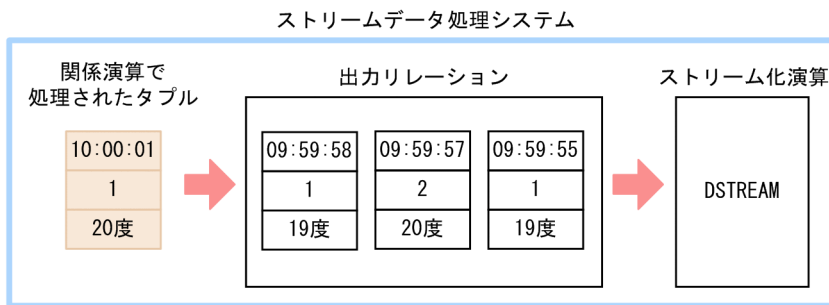 ストリームデータ処理システム
関係演算で
処理されたタプル
出力リレーション
ストリーム化演算
10:00:01
1
20度
09:59:58
1
19度
09:59:57
2
20度
09:59:55
1
19度
DSTREAM